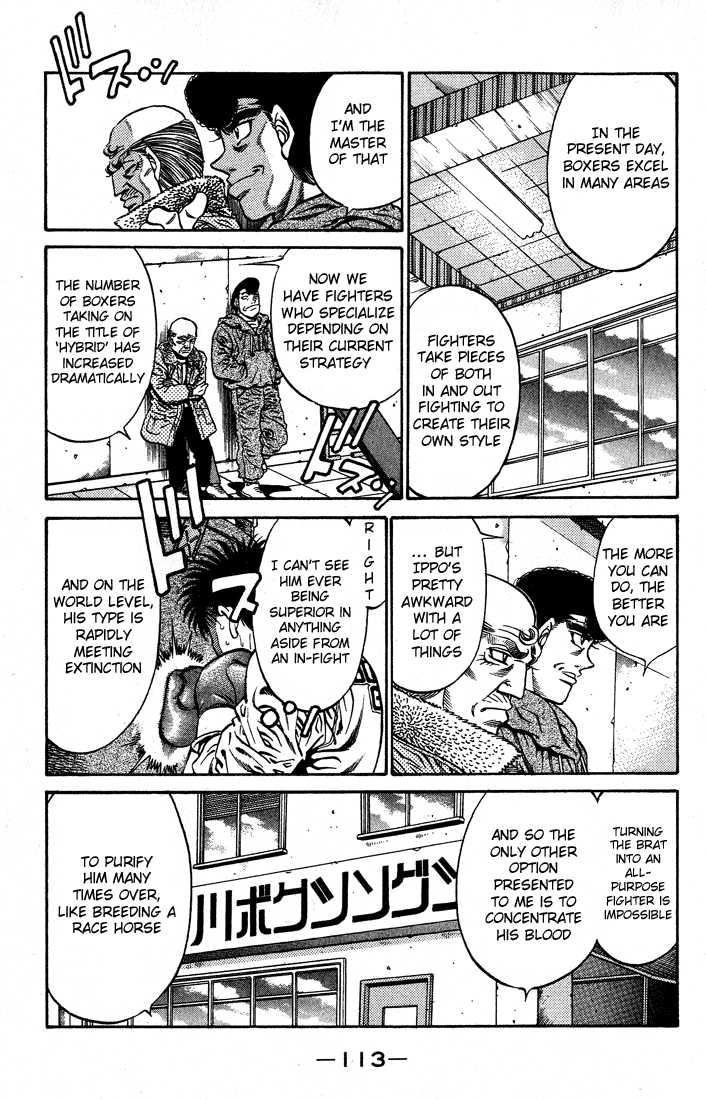 IN THE
PRESENT DAY,
BOXERS EXCEL
IN MANY AREAS
FIGHTERS
TAKE PIECES
OF BOTH
IN AND OUT
FIGHTING TO
CREATE THEIR
OWN STYLE
AND
I'M THE
MASTER
OF THAT
ドドズッ
NOW WE
HAVE FIGHTERS
WHO SPECIALIZE
DEPENDING ON
THEIR CURRENT
STRATEGY
THE NUMBER
OF BOXERS
TAKING ON
THE TITLE OF
'HYBRID' HAS
INCREASED
DRAMATICALLY
THE MORE
YOU CAN
DO, THE
BETTER
YOU ARE
... BUT
IPPO'S
PRETTY
AWKWARD
WITH A
LOT OF
THINGS
RIGHT
I CAN'T SEE
HIM EVER
BEING
SUPERIOR IN
ANYTHING
ASIDE FROM
AN IN-FIGHT
AND ON THE
WORLD LEVEL,
HIS TYPE IS
RAPIDLY
MEETING
EXTINCTION
TURNING
THE BRAT
INTO AN
ALL-
PURPOSE
FIGHTER IS
IMPOSSIBLE
AND SO THE
ONLY OTHER
OPTION
PRESENTED
TO ME IS TO
CONCENTRATE
HIS BLOOD
川ボクシングジ
TO PURIFY
HIM MANY
TIMES OVER,
LIKE BREEDING A
RACE HORSE
—113—